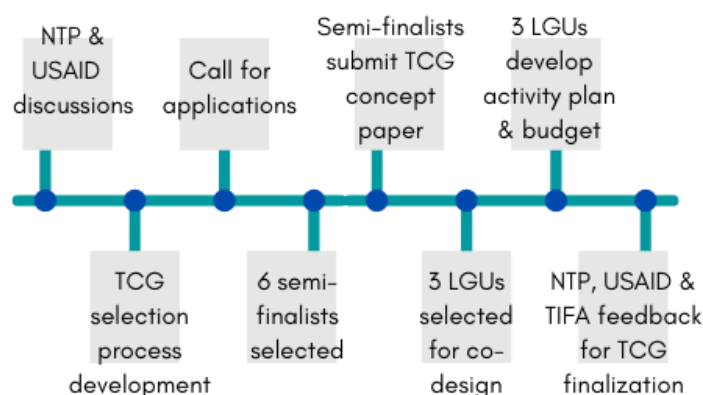 NTP &
USAID
discussions
TCG
selection
process
development
Call for
applications
6 semi-
finalists
selected
Semi-finalists
submit TCG
concept
paper
3 LGUs
selected
for co-
design
3 LGUs
develop
activity plan
& budget
NTP, USAID &
TIFA feedback
for TCG
finalization